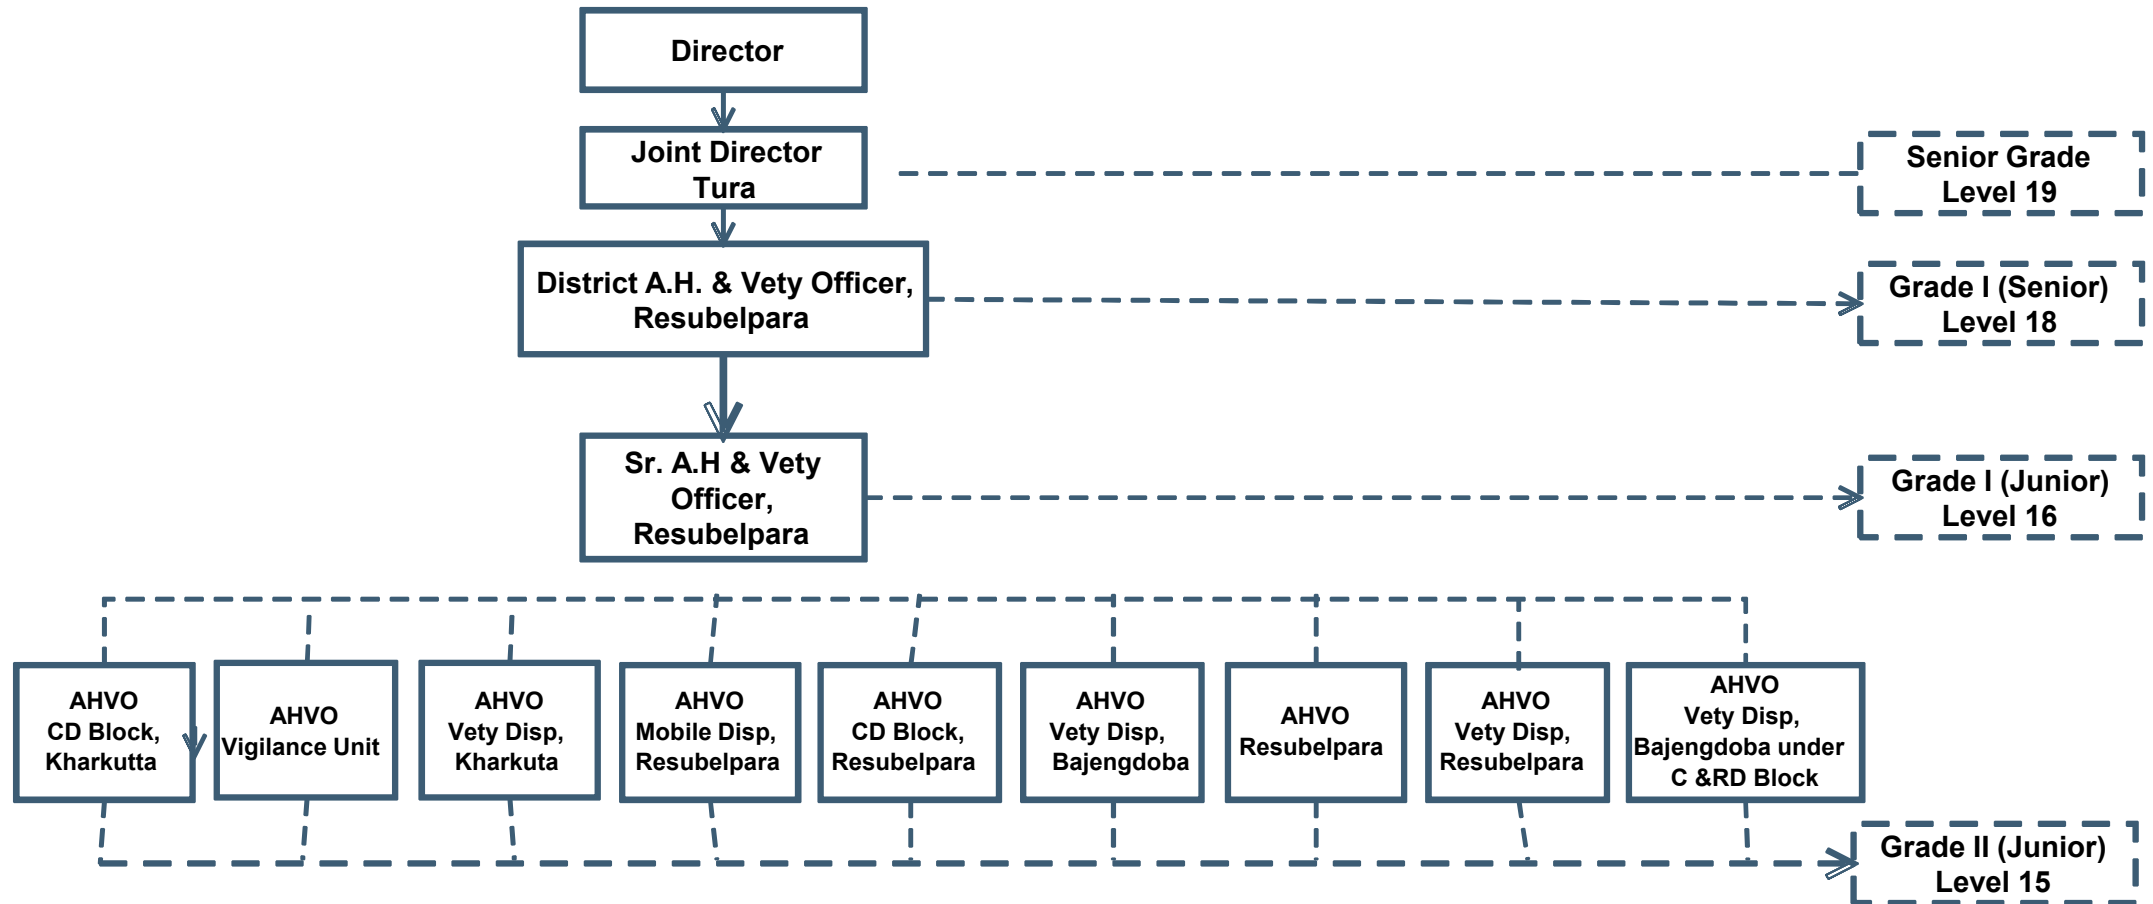 Director
Joint Director
Tura
Senior Grade
Level 19
District A.H. & Vety Officer,
Resubelpara
Grade I (Senior)
Level 18
Sr. A.H & Vety
Officer,
Resubelpara
Grade I (Junior)
Level 16
AHVO
CD Block,
Kharkutta
AHVO
Vigilance Unit
AHVO
Vety Disp,
Kharkuta
AHVO
Mobile Disp,
Resubelpara
AHVO
CD Block,
Resubelpara
AHVO
Vety Disp,
Bajengdoba
AHVO
Resubelpara
AHVO
Vety Disp,
Resubelpara
AHVO
Vety Disp,
Bajengdoba under
C &RD Block
Grade II (Junior)
Level 15